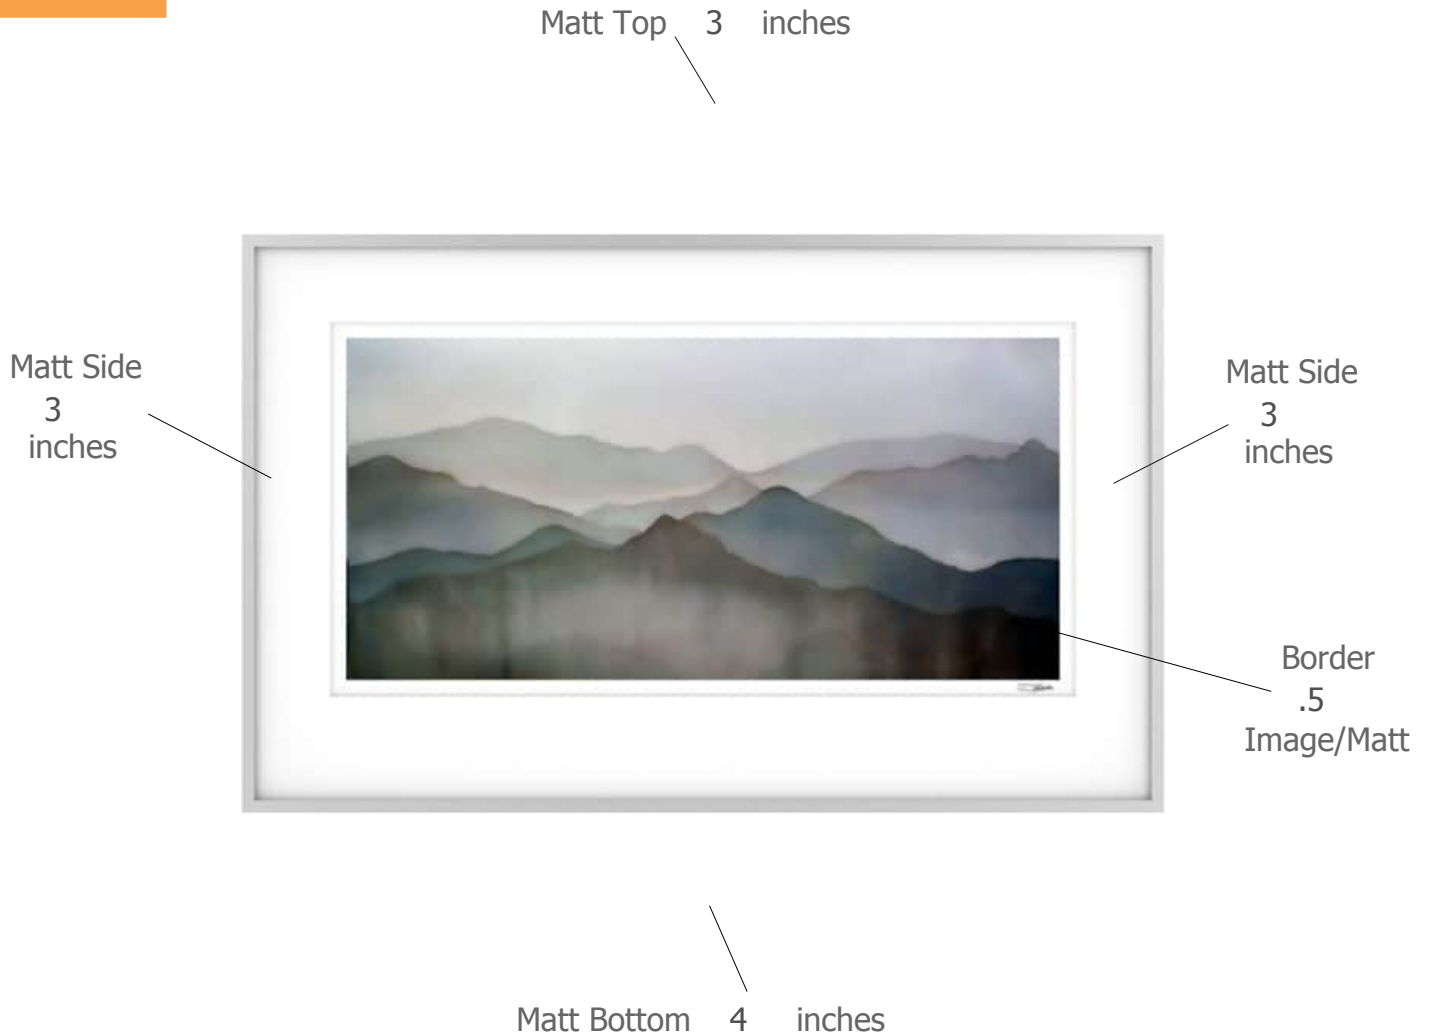 Matt Top 3 inches
Matt Side
3
inches
Matt Side
3
inches
Border
.5
Image/Matt
Matt Bottom 4 inches